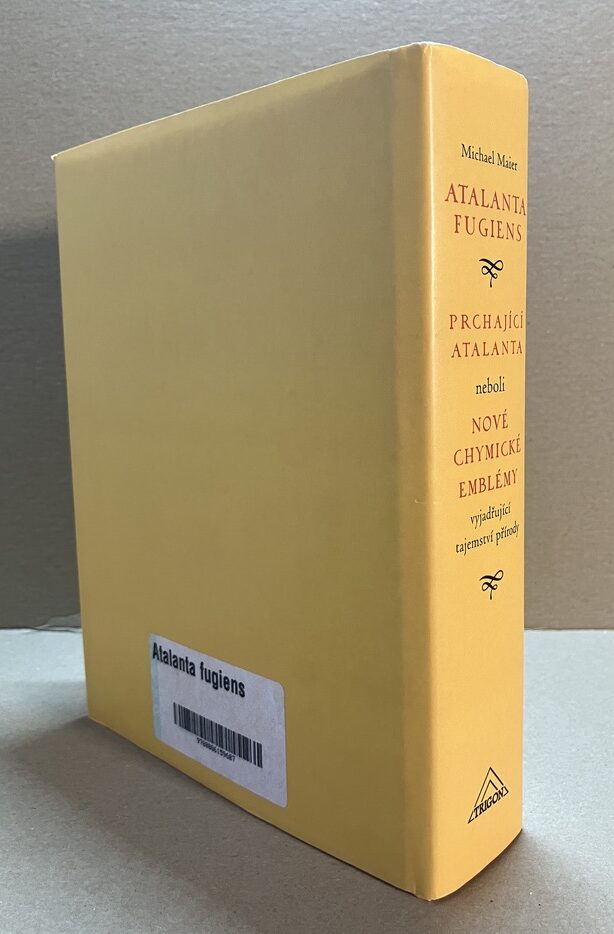 Michael Maier
ATALANTA
FUGIENS
PRCHAJÍCÍ
ATALANTA
neboli
NOVÉ
CHYMICKÉ
EMBLÉMY
vyjadřující
tajemství přírody
TRIGON
Atalanta fugiens